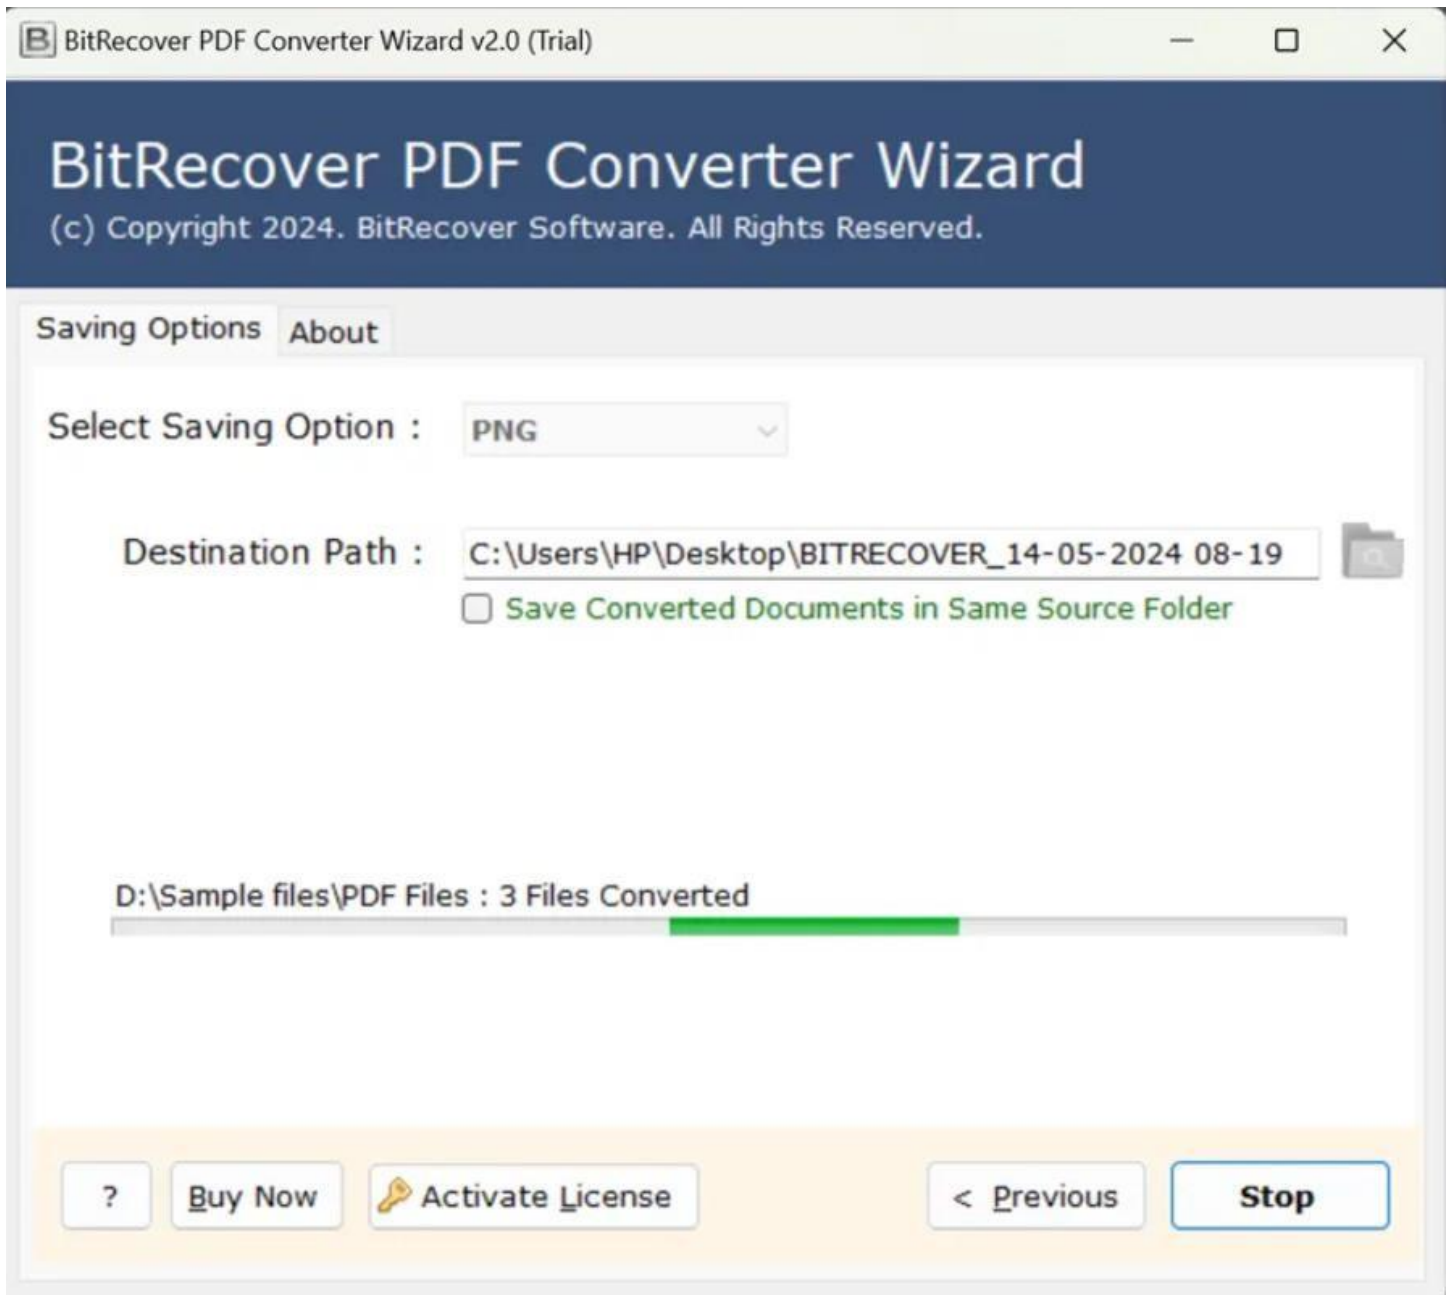 B BitRecover PDF Converter Wizard v2.0 (Trial)
BitRecover PDF Converter Wizard
(c) Copyright 2024. BitRecover Software. All Rights Reserved.
Saving Options About
Select Saving Option : PNG
Destination Path : C:\Users\HP\Desktop\BITRECOVER_14-05-2024 08-19
Save Converted Documents in Same Source Folder
D:\Sample files\PDF Files : 3 Files Converted
? Buy Now Activate License < Previous Stop